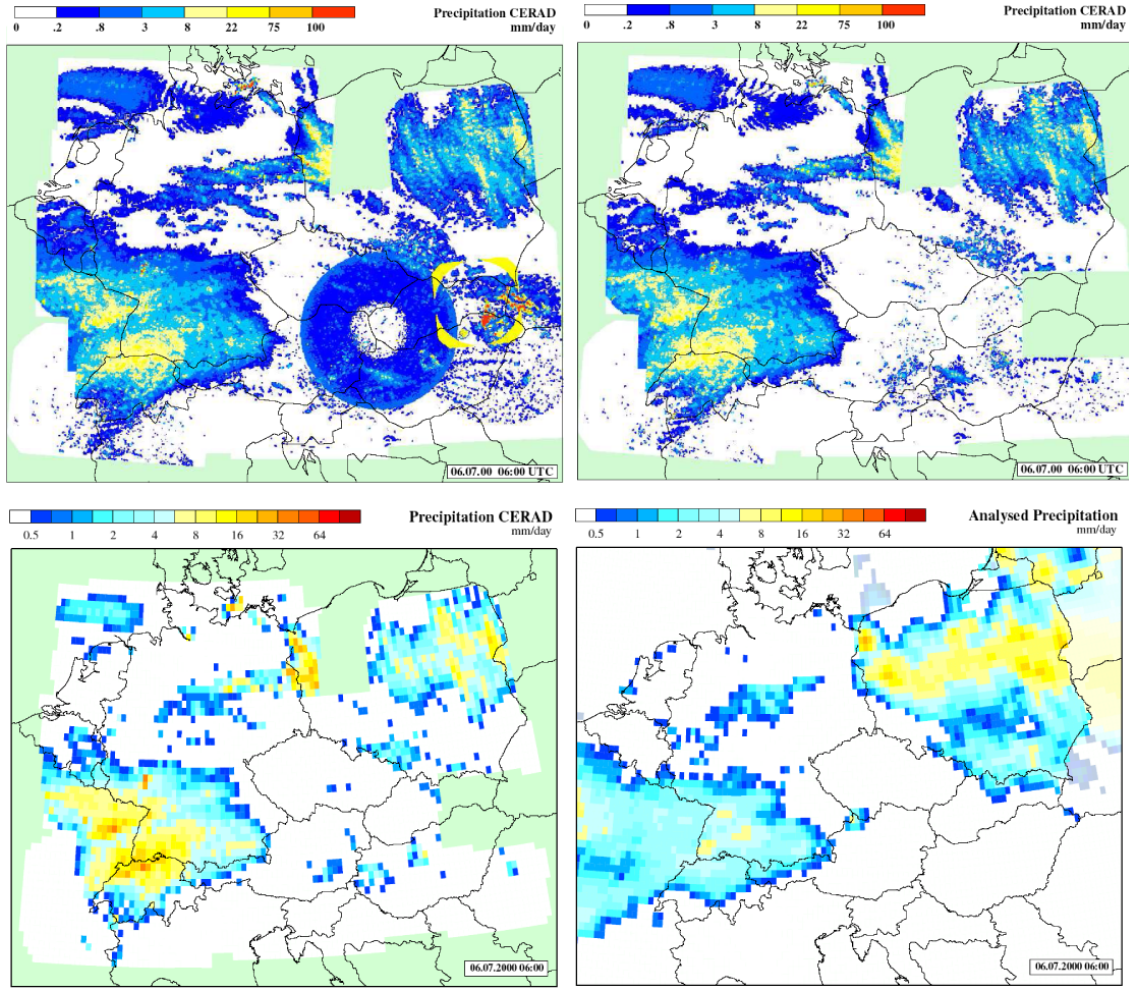 Precipitation CERAD
mm/day
0 .2 .8 3 8 22 75 100
06.07.00 06:00 UTC
Precipitation CERAD
mm/day
0 .2 .8 3 8 22 75 100
06.07.00 06:00 UTC
Precipitation CERAD
mm/day
0.5 1 2 4 8 16 32 64
06.07.2000 06:00
Analysed Precipitation
mm/day
0.5 1 2 4 8 16 32 64
06.07.2000 06:00